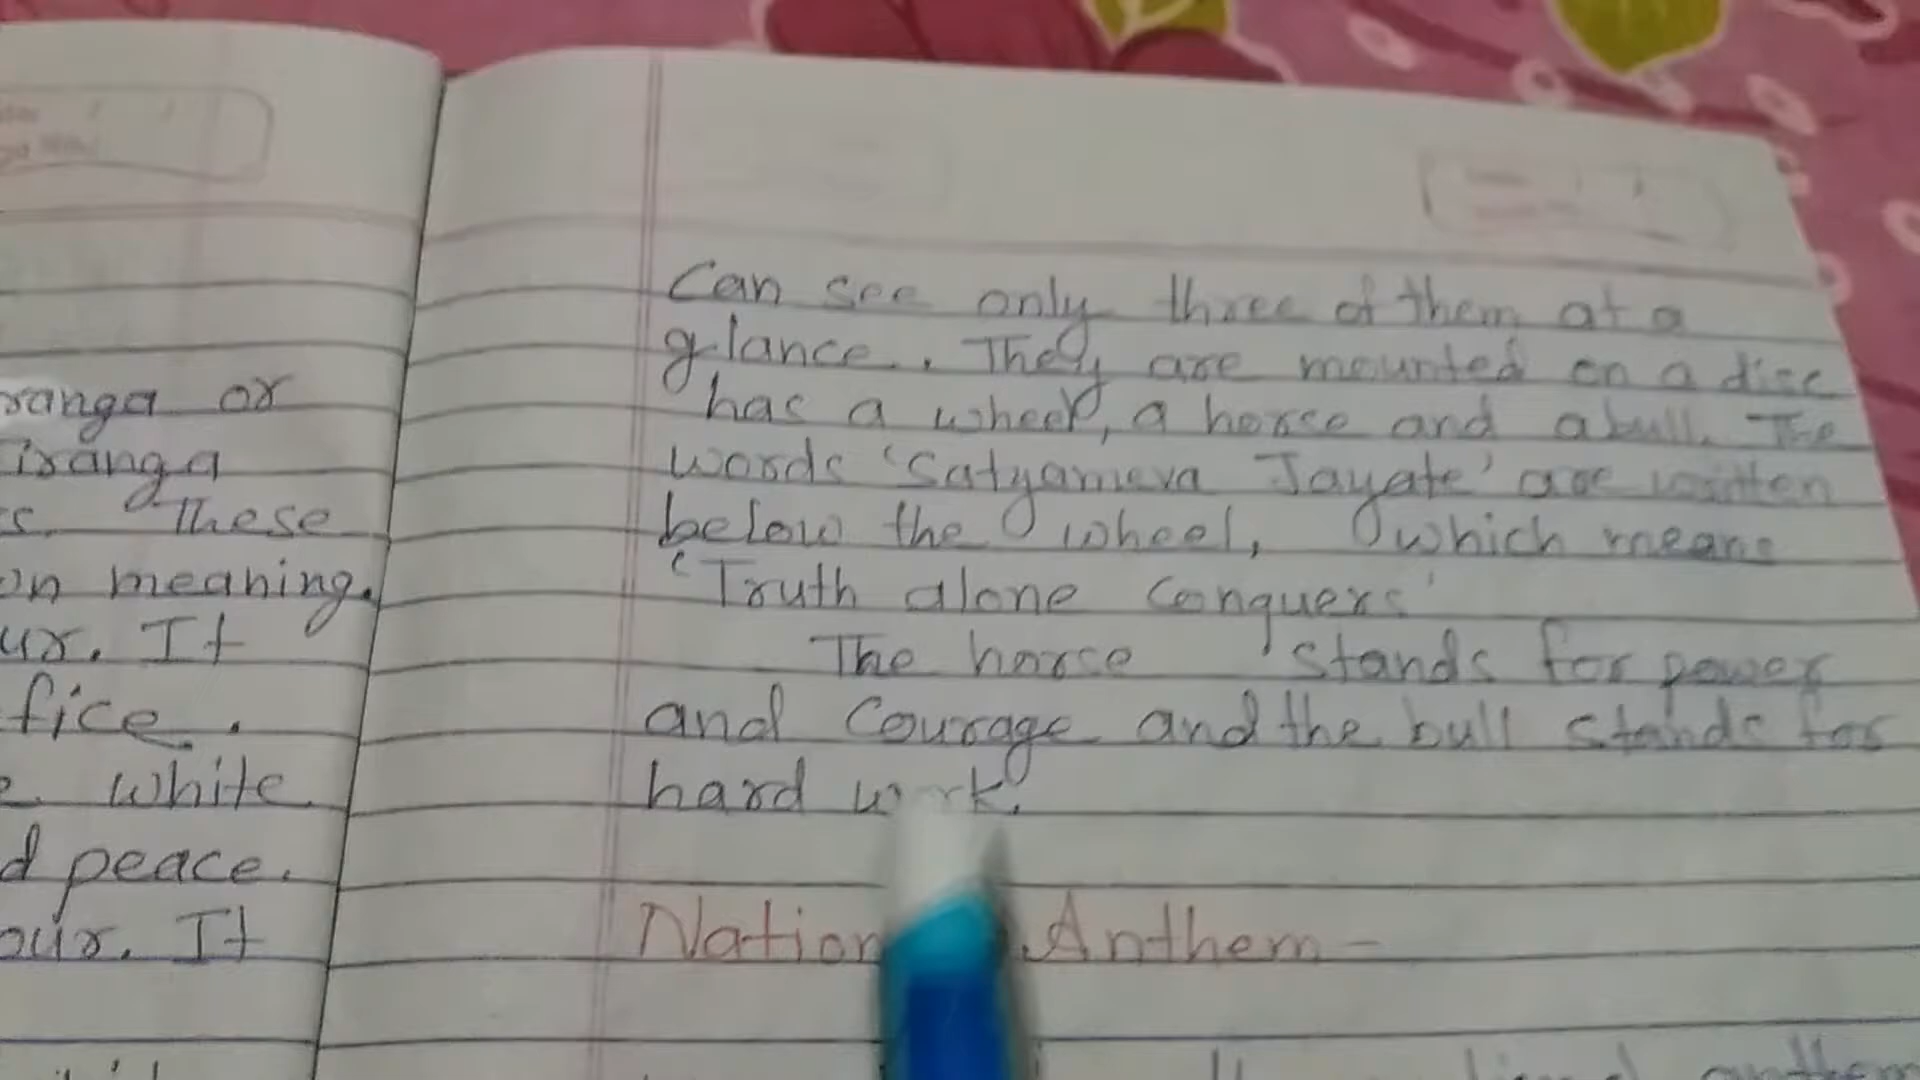 ranga or
iranga
s. These
on meaning.
ur. It
fice.
white
d peace.
our. It
Can see only three of them at a
glance. They are mounted on a disc
has a wheel, a horse and a bull. The
words 'Satyameva Jayate' are written
below the wheel, which means
'Truth alone Conquers'
The horse stands for power
and Courage and the bull stands for
hard work.
Nation Anthem -
anthem